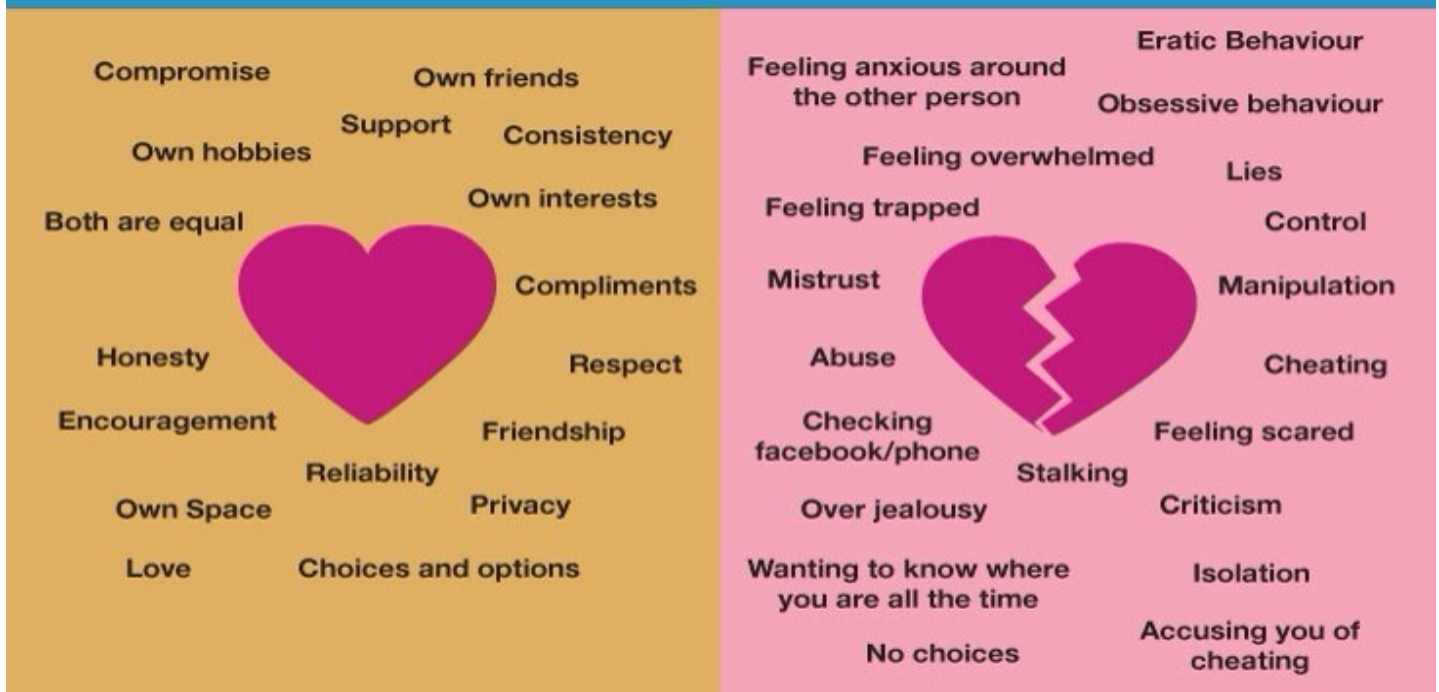 Compromise
Own friends
Support
Consistency
Own hobbies
Own interests
Both are equal
Compliments
Honesty
Respect
Encouragement
Friendship
Reliability
Own Space
Privacy
Love
Choices and options
Eratic Behaviour
Feeling anxious around
the other person
Obsessive behaviour
Feeling overwhelmed
Lies
Feeling trapped
Control
Mistrust
Manipulation
Abuse
Cheating
Checking
facebook/phone
Feeling scared
Stalking
Over jealousy
Criticism
Wanting to know where
you are all the time
Isolation
No choices
Accusing you of
cheating